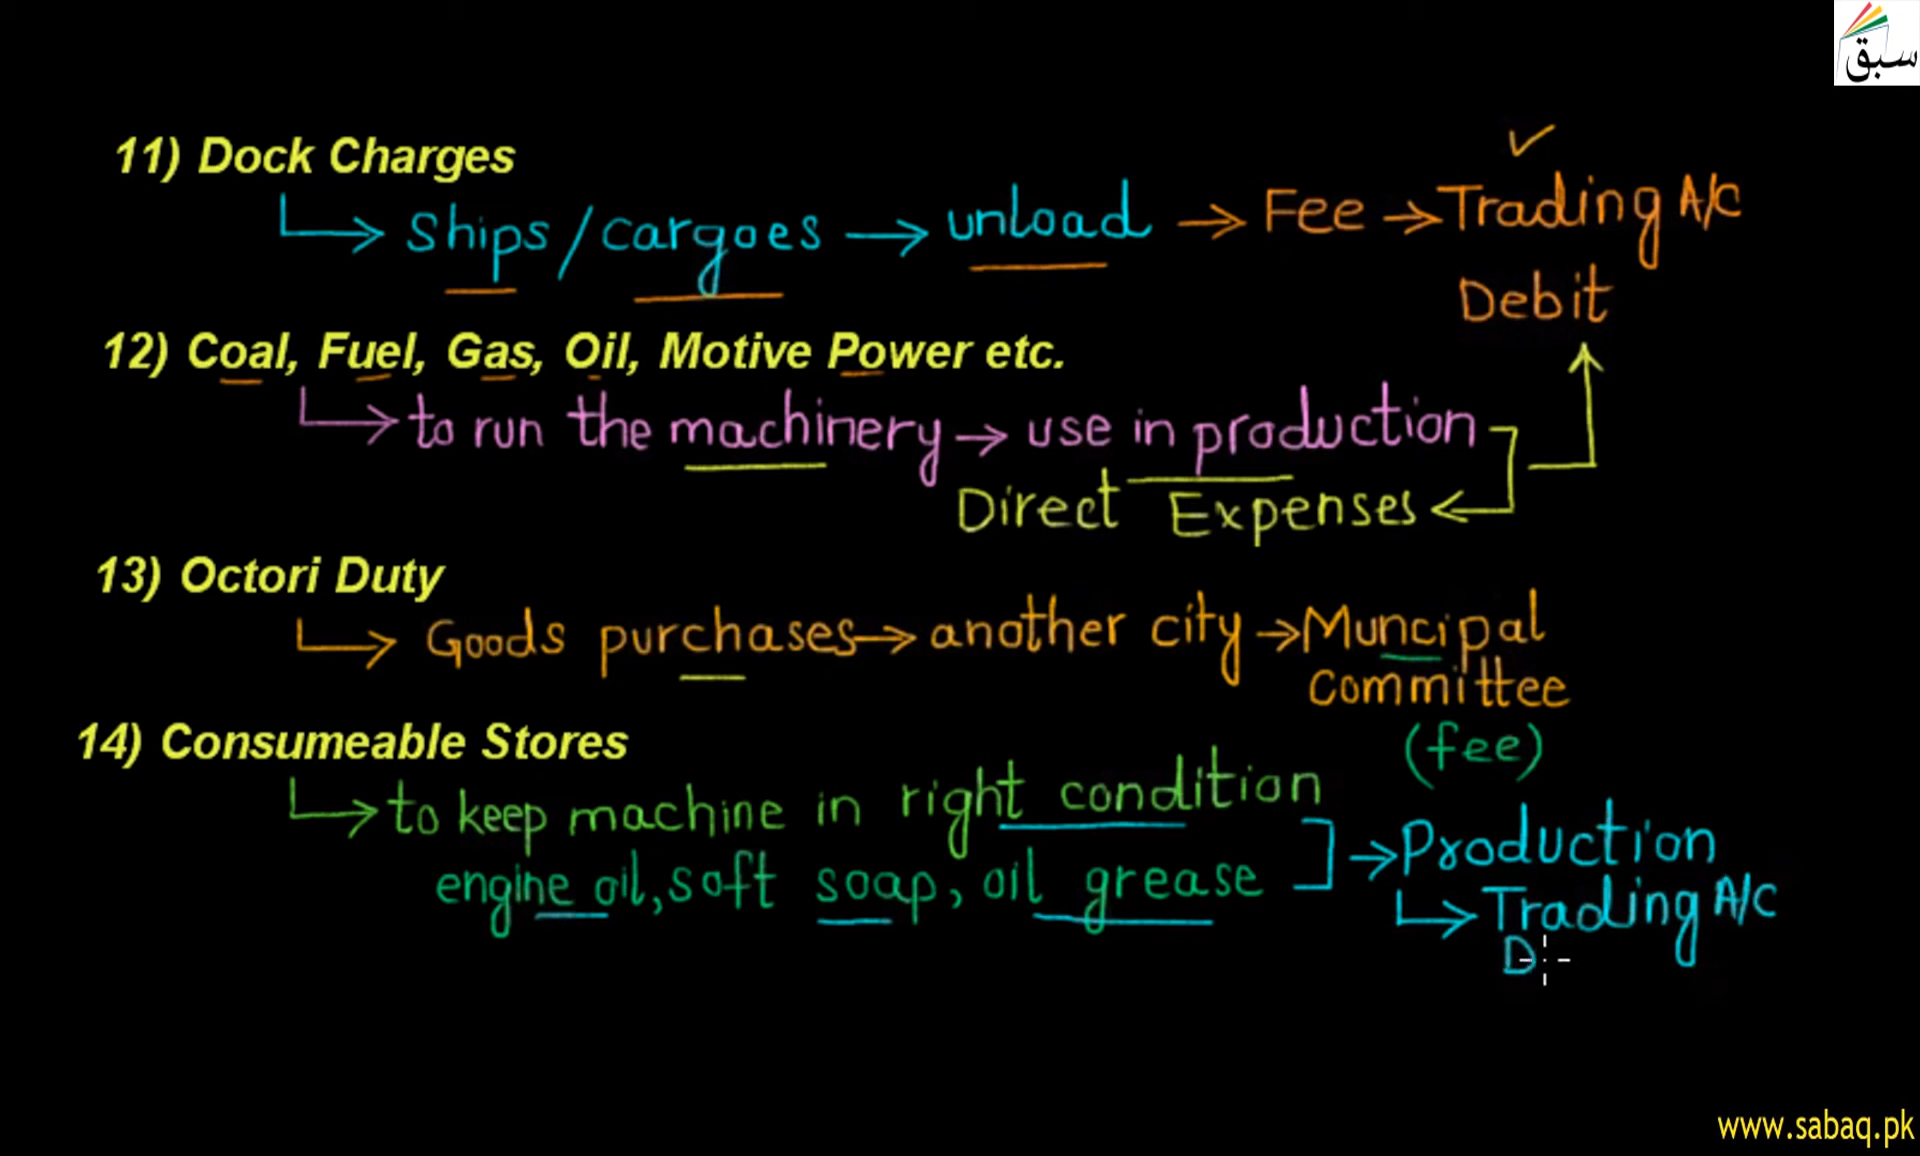 سبق
11) Dock Charges
Ships/cargoes → unload → Fee → Trading A/c
Debit
12) Coal, Fuel, Gas, Oil, Motive Power etc.
to run the machinery → use in production
Direct Expenses
13) Octori Duty
Goods purchases → another city → Muncipal
committee
(fee)
14) Consumeable Stores
to keep machine in right condition
engine oil, soft soap, oil grease → Production
Trading A/c
D
www.sabaq.pk